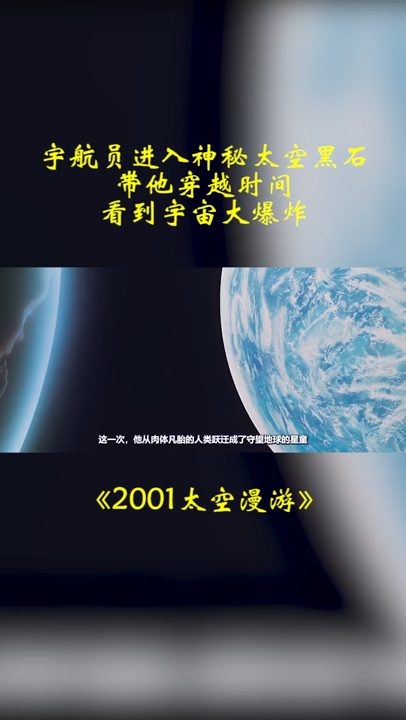 宇航员进入神秘太空黑石
带他穿越时间
看到宇宙大爆炸
这一次，他从肉体凡胎的人类跃迁成了守望地球的星童
《2001太空漫游》